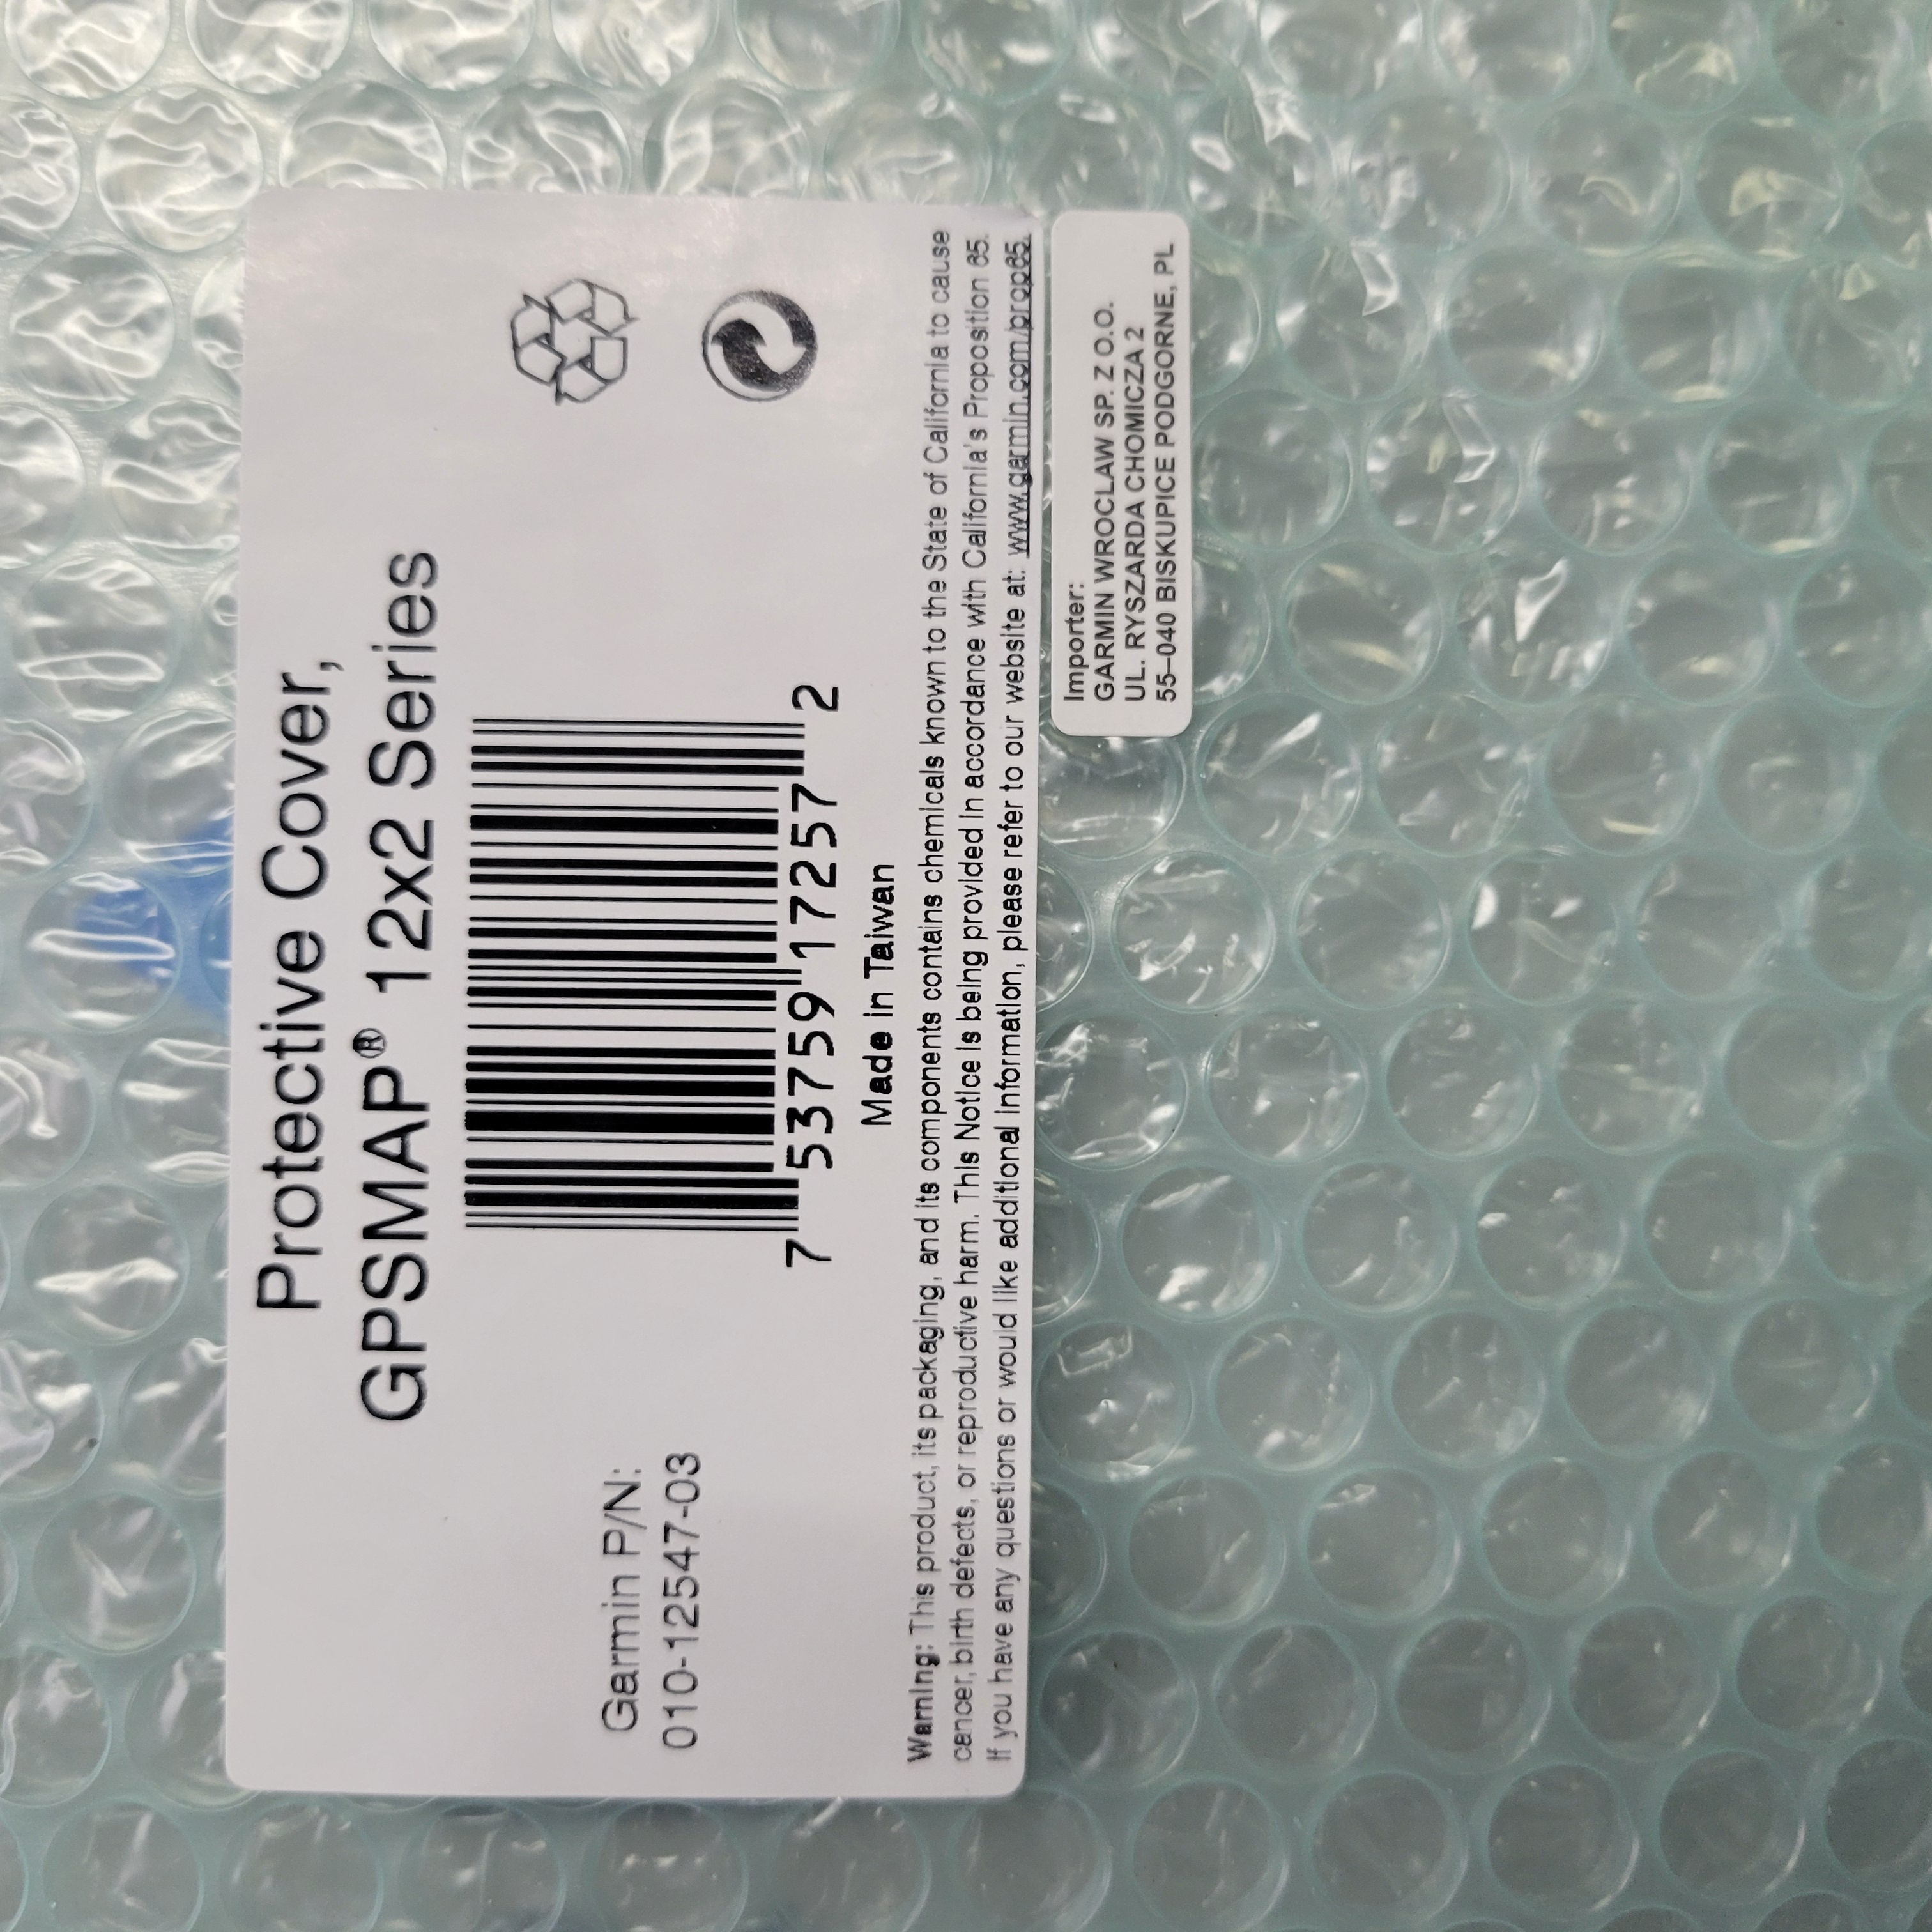 Protective Cover,
GPSMAP® 12x2 Series
Garmin P/N:
010-12547-03
7 53759 17257 2
Made in Taiwan
Warning: This product, its packaging, and its components contains chemicals known to the State of California to cause
cancer, birth defects, or reproductive harm. This Notice is being provided in accordance with California's Proposition 65.
If you have any questions or would like additional information, please refer to our website at: www.garmin.com/prop65.
Importer:
GARMIN WROCLAW SP. Z O.O.
UL. RYSZARDA CHOMICZA 2
55-040 BISKUPICE PODGORNE, PL